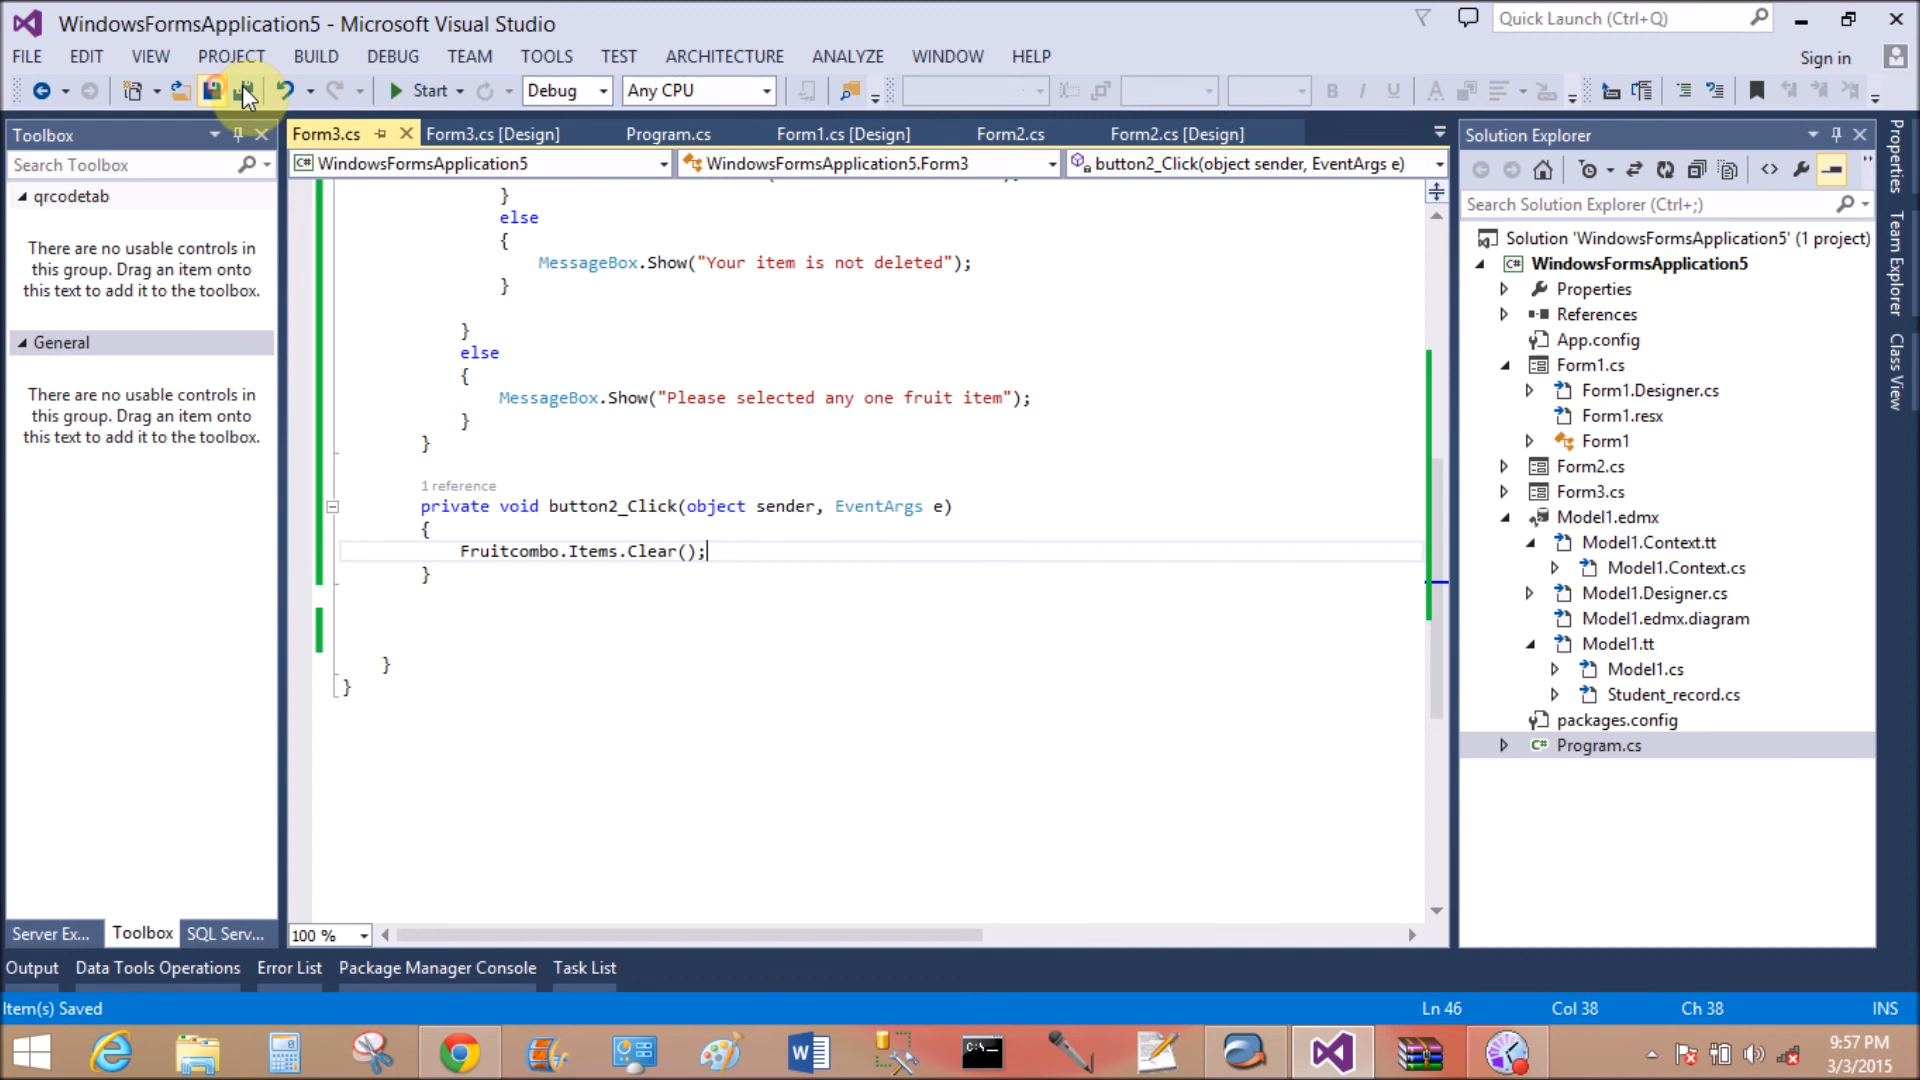 WindowsFormsApplication5 - Microsoft Visual Studio
Quick Launch (Ctrl+Q)
FILE EDIT VIEW PROJECT BUILD DEBUG TEAM TOOLS TEST ARCHITECTURE ANALYZE WINDOW HELP
Sign in
Start Debug Any CPU
Toolbox
Search Toolbox
qrcodetab
There are no usable controls in
this group. Drag an item onto
this text to add it to the toolbox.
General
There are no usable controls in
this group. Drag an item onto
this text to add it to the toolbox.
Server Ex... Toolbox SQL Serv...
Form3.cs Form3.cs [Design] Program.cs Form1.cs [Design] Form2.cs Form2.cs [Design]
WindowsFormsApplication5 WindowsFormsApplication5.Form3 button2_Click(object sender, EventArgs e)
}
else
{
MessageBox.Show("Your item is not deleted");
}
}
else
{
MessageBox.Show("Please selected any one fruit item");
}
}
1 reference
private void button2_Click(object sender, EventArgs e)
{
Fruitcombo.Items.Clear();
}
}
}
100 %
Solution Explorer
Search Solution Explorer (Ctrl+;)
Solution 'WindowsFormsApplication5' (1 project)
WindowsFormsApplication5
Properties
References
App.config
Form1.cs
Form1.Designer.cs
Form1.resx
Form1
Form2.cs
Form3.cs
Model1.edmx
Model1.Context.tt
Model1.Context.cs
Model1.Designer.cs
Model1.edmx.diagram
Model1.tt
Model1.cs
Student_record.cs
packages.config
Program.cs
Properties
Team Explorer
Class View
Output Data Tools Operations Error List Package Manager Console Task List
Item(s) Saved
Ln 46 Col 38 Ch 38 INS
9:57 PM
3/3/2015